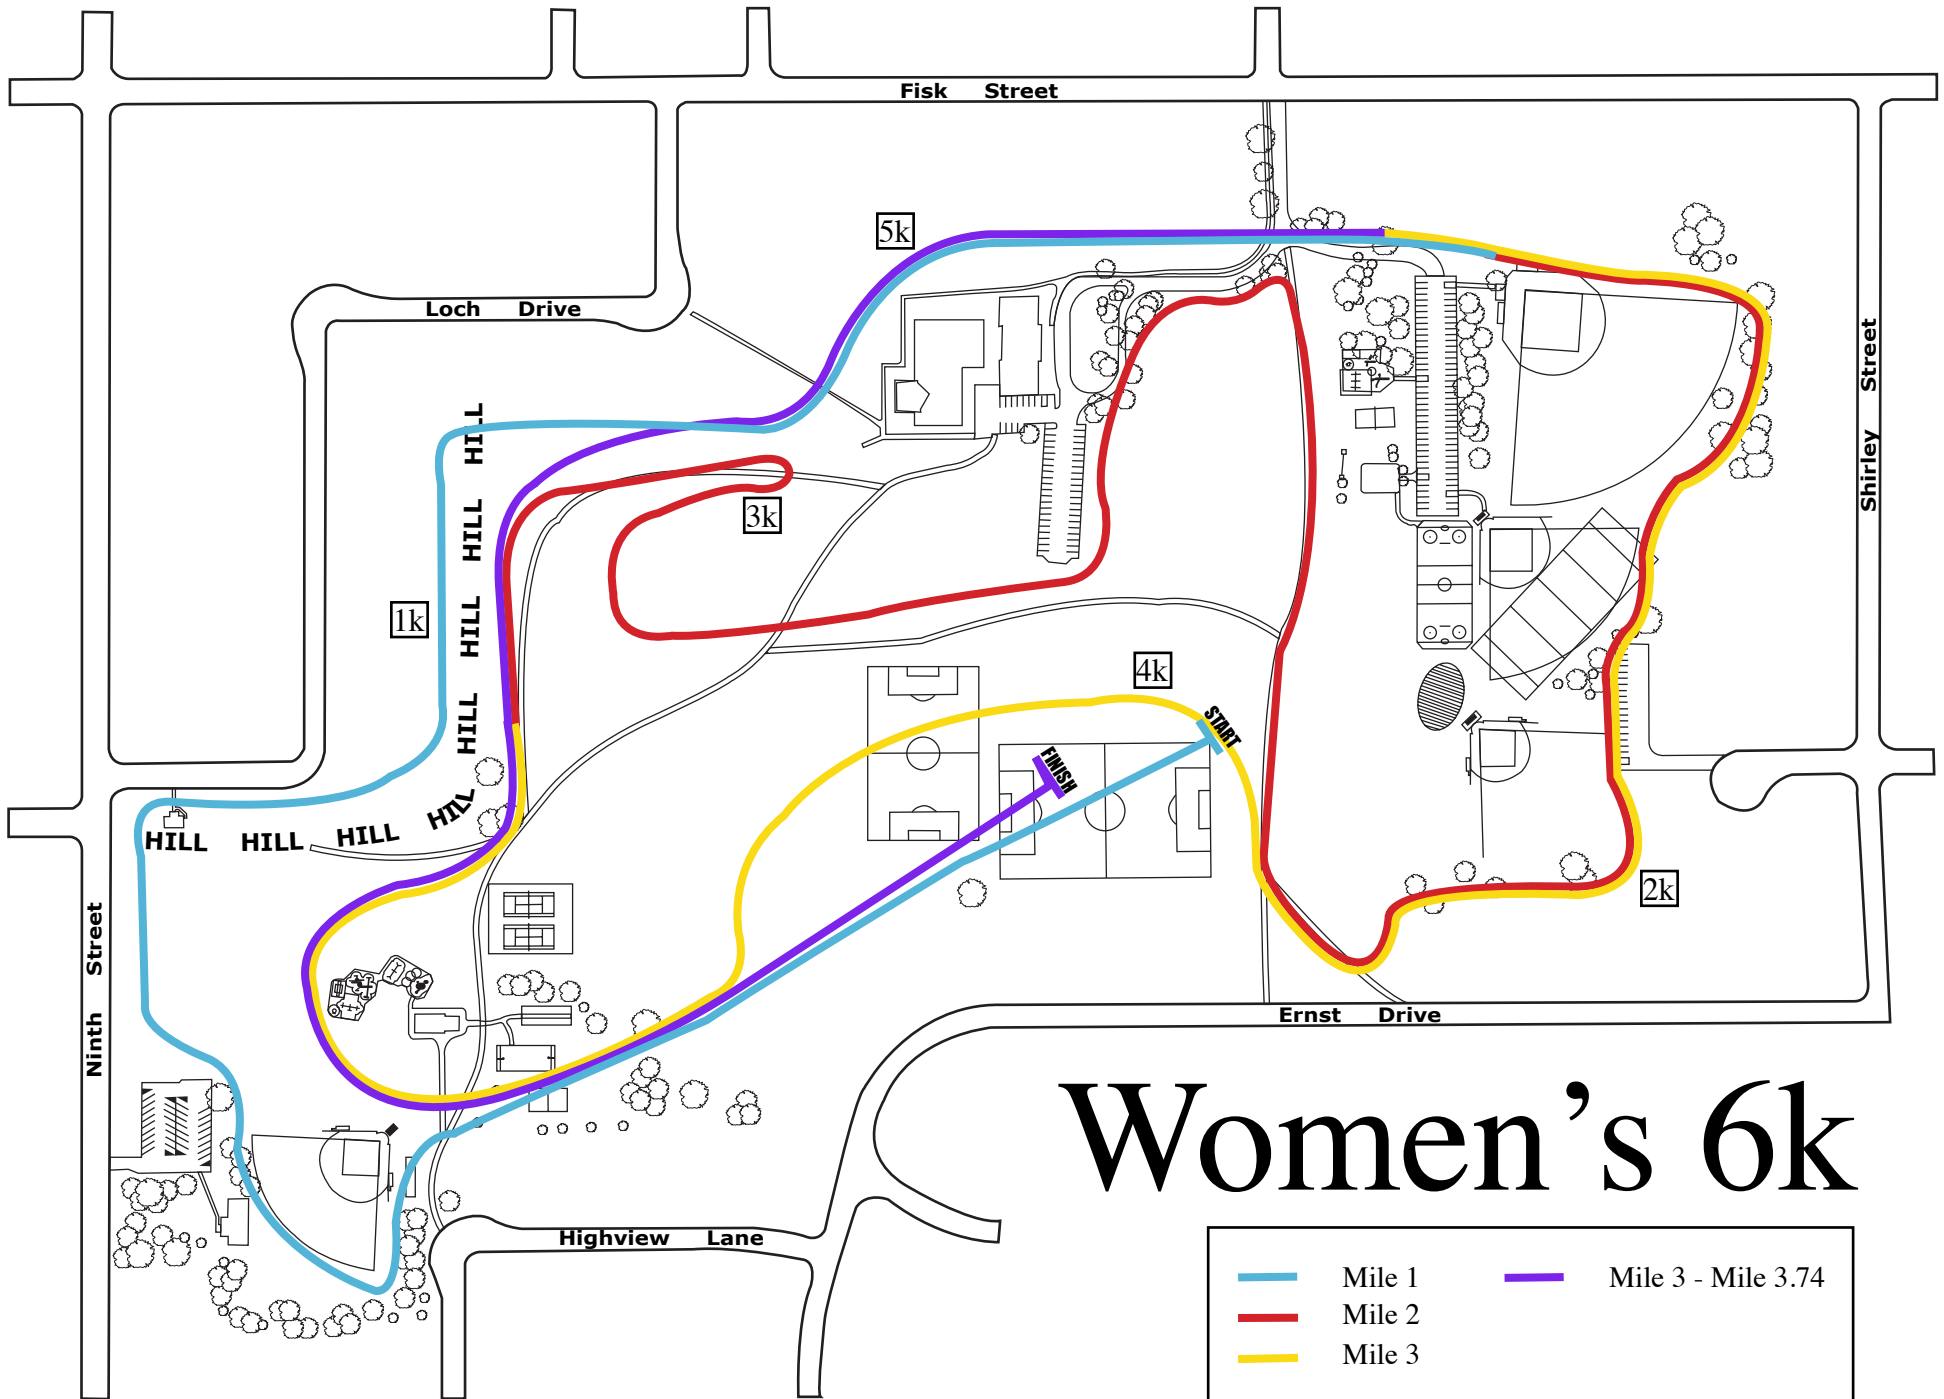 Fisk Street
5k
Loch Drive
Shirley Street
HILL
HILL
3k
HILL
1k
HILL
4k
START
FINISH
HILL
HILL
HILL
HILL
2k
Ninth Street
Ernst Drive
Women's 6k
Highview Lane
Mile 1
Mile 3 - Mile 3.74
Mile 2
Mile 3